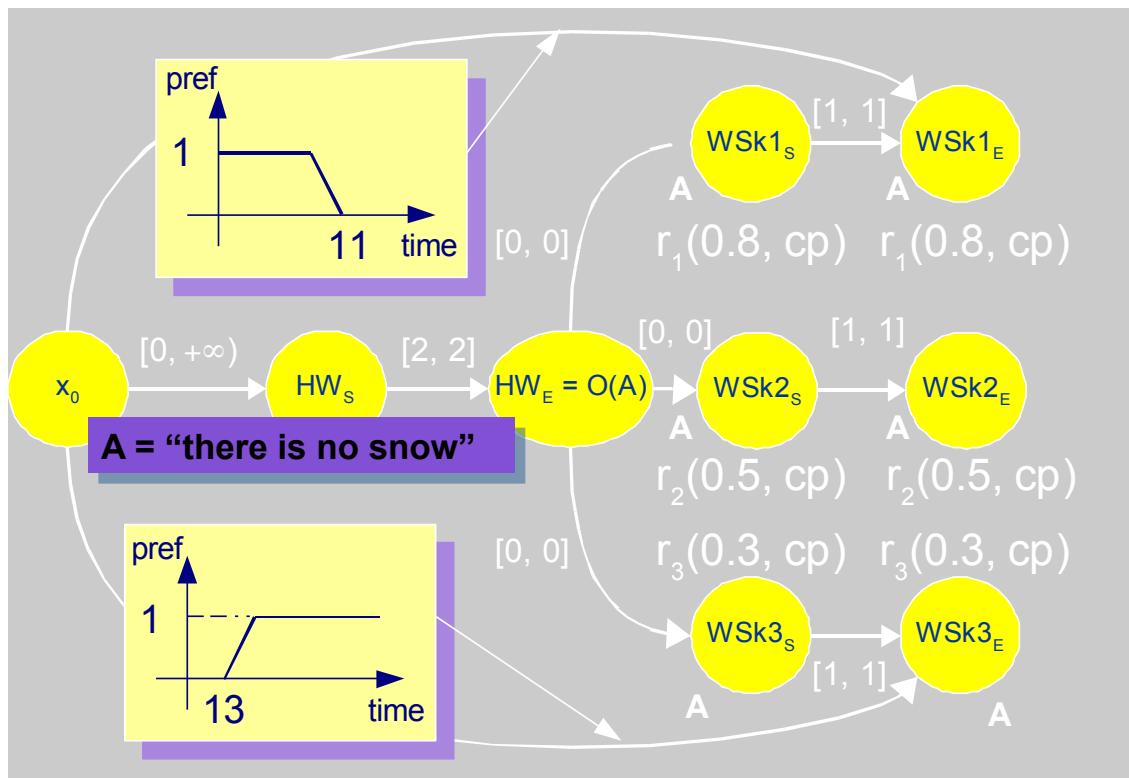 pref
1
11
time
[1, 1]
WSk1S
WSk1E
A
A
[0, 0]
r1(0.8, cp)
r1(0.8, cp)
[0, +∞)
[2, 2]
[0, 0]
[1, 1]
x0
HWS
HWE = O(A)
WSk2S
WSk2E
A = “there is no snow”
A
A
r2(0.5, cp)
r2(0.5, cp)
pref
1
13
time
[0, 0]
r3(0.3, cp)
r3(0.3, cp)
WSk3S
WSk3E
[1, 1]
A
A